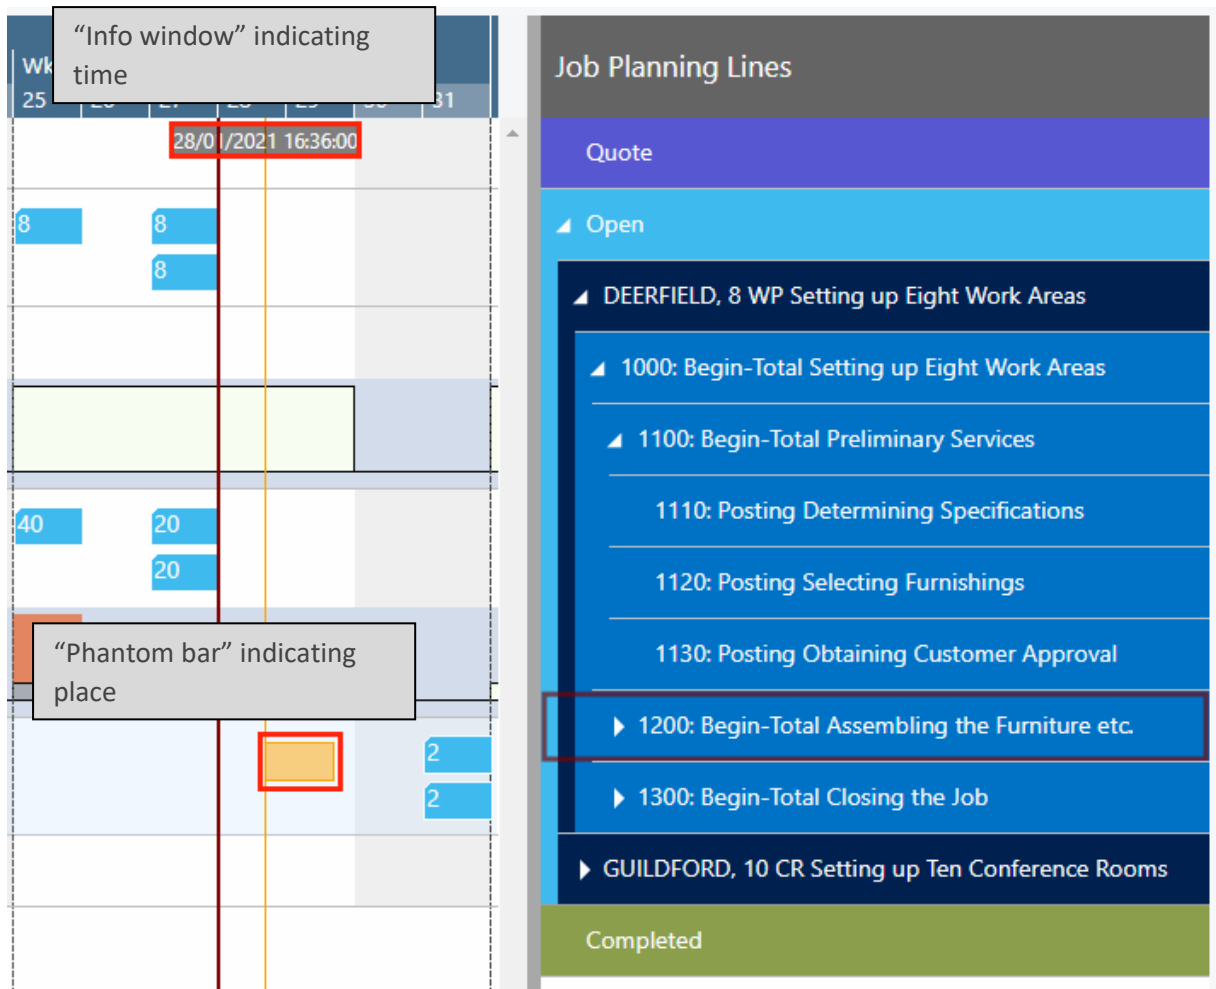 “Info window” indicating
time
Wk
25
31
28/01/2021 16:36:00
8
8
8
40
20
20
“Phantom bar” indicating
place
2
2
Job Planning Lines
Quote
Open
DEERFIELD, 8 WP Setting up Eight Work Areas
1000: Begin-Total Setting up Eight Work Areas
1100: Begin-Total Preliminary Services
1110: Posting Determining Specifications
1120: Posting Selecting Furnishings
1130: Posting Obtaining Customer Approval
1200: Begin-Total Assembling the Furniture etc.
1300: Begin-Total Closing the Job
GUILDFORD, 10 CR Setting up Ten Conference Rooms
Completed